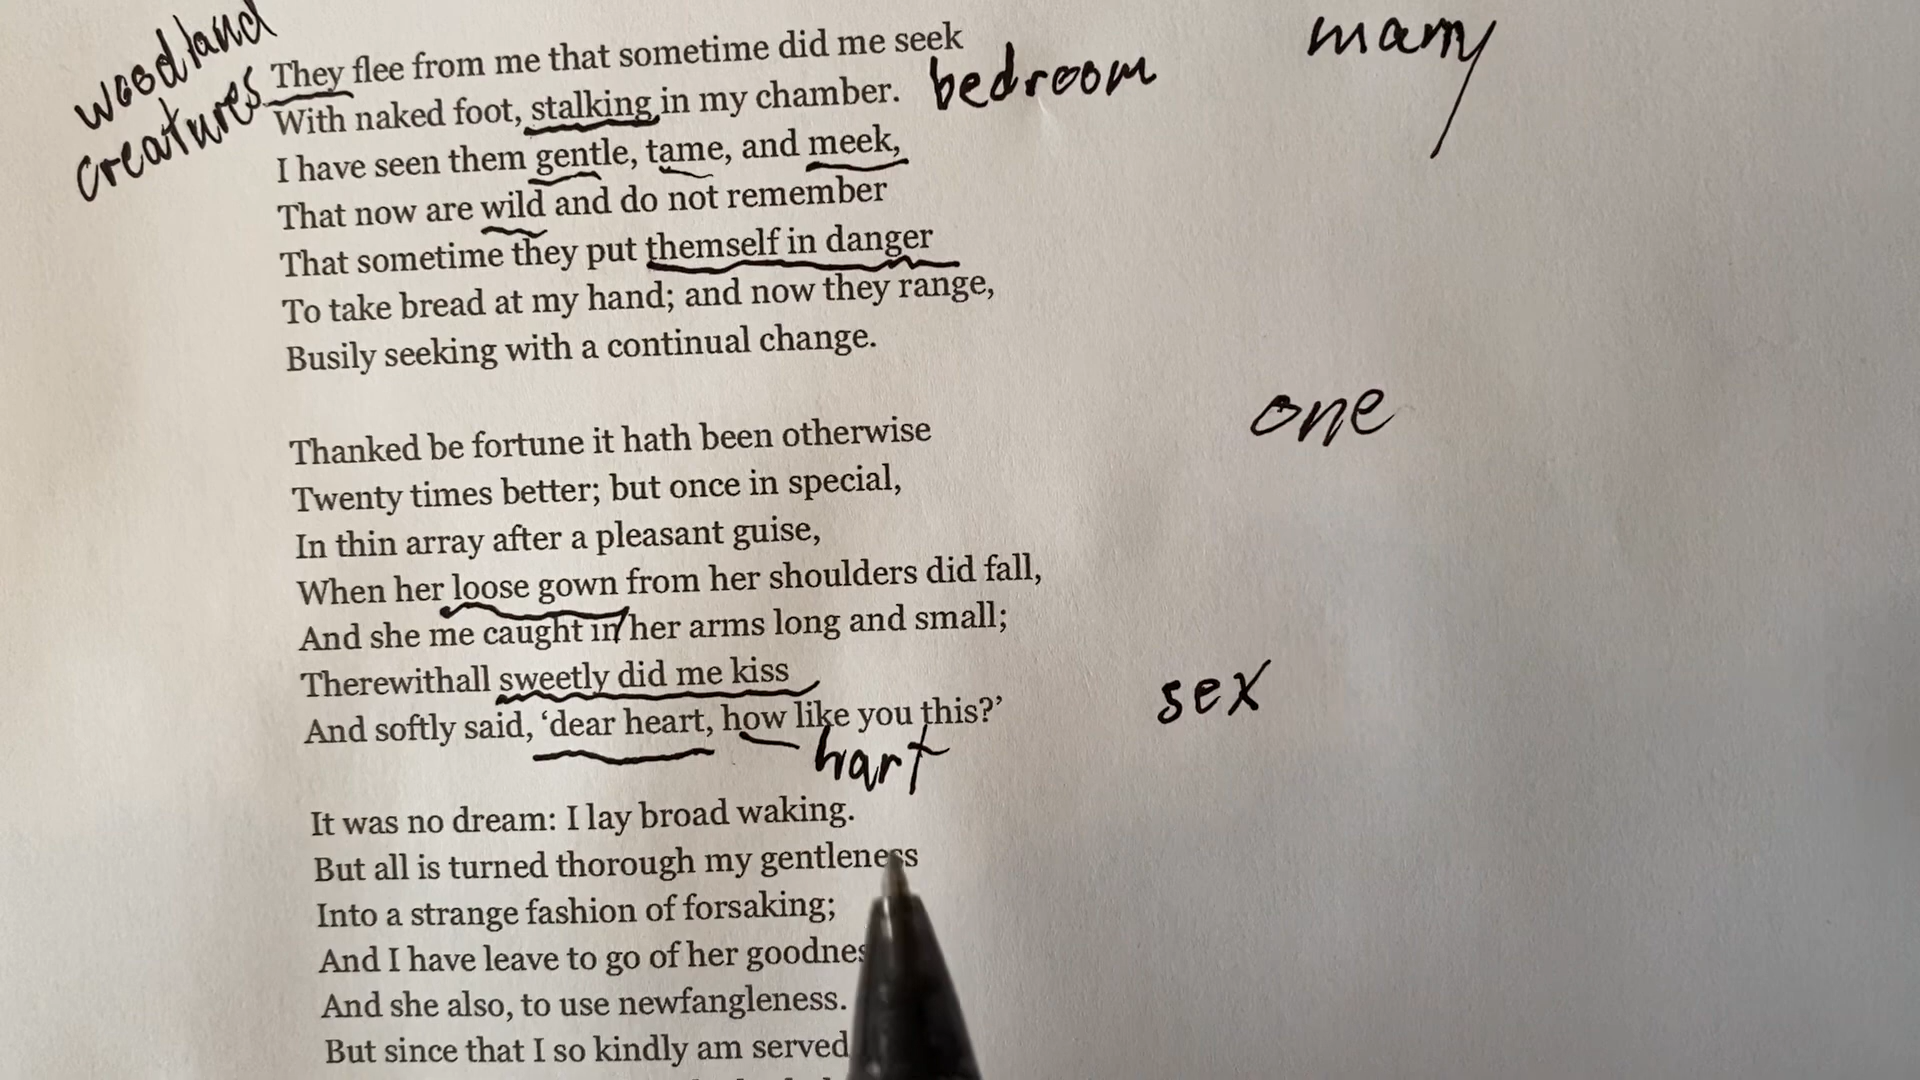 woodland
creatures
They flee from me that sometime did me seek
With naked foot, stalking in my chamber. bedroom
many
I have seen them gentle, tame, and meek,
That now are wild and do not remember
That sometime they put themself in danger
To take bread at my hand; and now they range,
Busily seeking with a continual change.
one
Thanked be fortune it hath been otherwise
Twenty times better; but once in special,
In thin array after a pleasant guise,
When her loose gown from her shoulders did fall,
And she me caught in her arms long and small;
Therewithall sweetly did me kiss
sex
And softly said, ‘dear heart, how like you this?’
hart
It was no dream: I lay broad waking.
But all is turned thorough my gentleness
Into a strange fashion of forsaking;
And I have leave to go of her goodnes
And she also, to use newfangleness.
But since that I so kindly am served